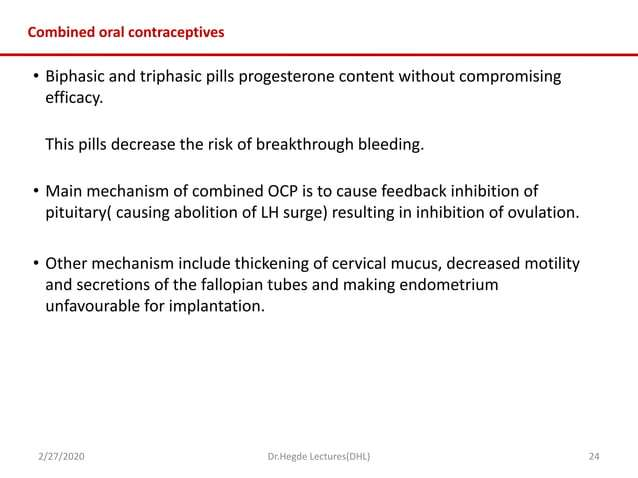 Combined oral contraceptives
• Biphasic and triphasic pills progesterone content without compromising
efficacy.
This pills decrease the risk of breakthrough bleeding.
• Main mechanism of combined OCP is to cause feedback inhibition of
pituitary( causing abolition of LH surge) resulting in inhibition of ovulation.
• Other mechanism include thickening of cervical mucus, decreased motility
and secretions of the fallopian tubes and making endometrium
unfavourable for implantation.
2/27/2020
Dr.Hegde Lectures(DHL)
24